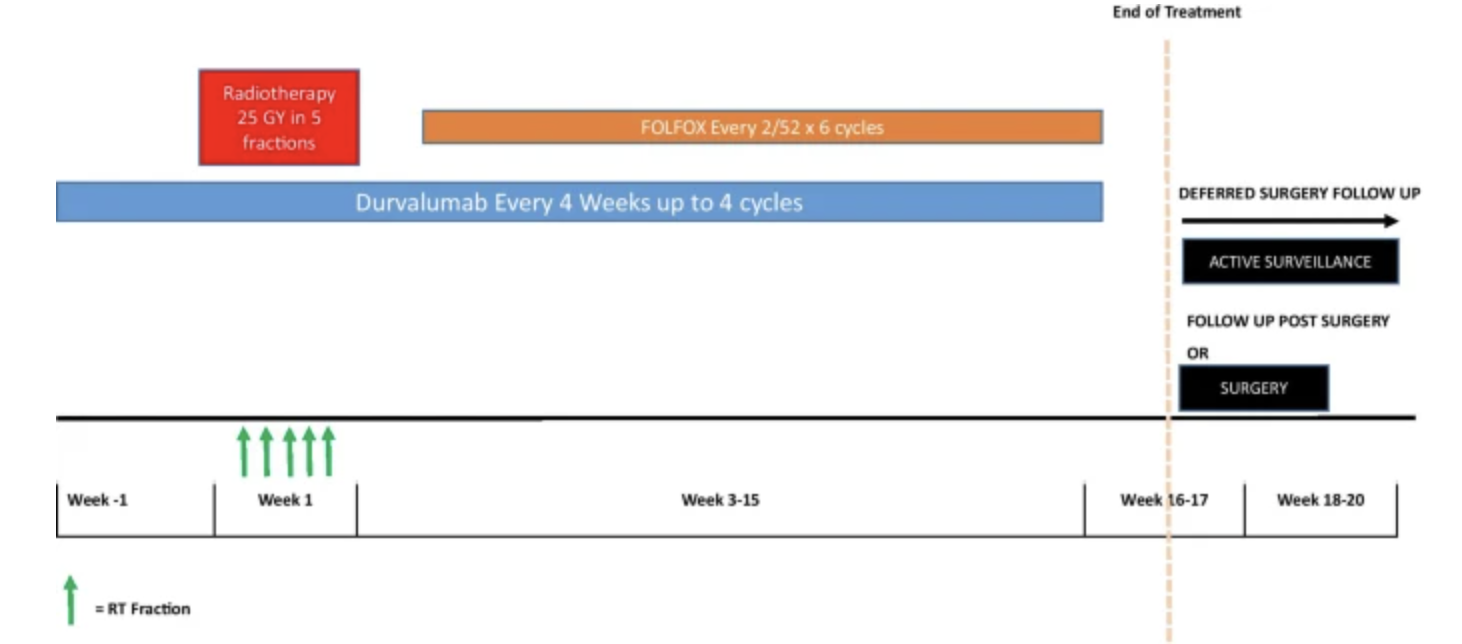 End of Treatment
Radiotherapy
25 GY in 5
fractions
FOLFOX Every 2/52 x 6 cycles
Durvalumab Every 4 Weeks up to 4 cycles
DEFERRED SURGERY FOLLOW UP
ACTIVE SURVEILLANCE
FOLLOW UP POST SURGERY
OR
SURGERY
Week -1
Week 1
Week 3-15
Week 16-17
Week 18-20
= RT Fraction